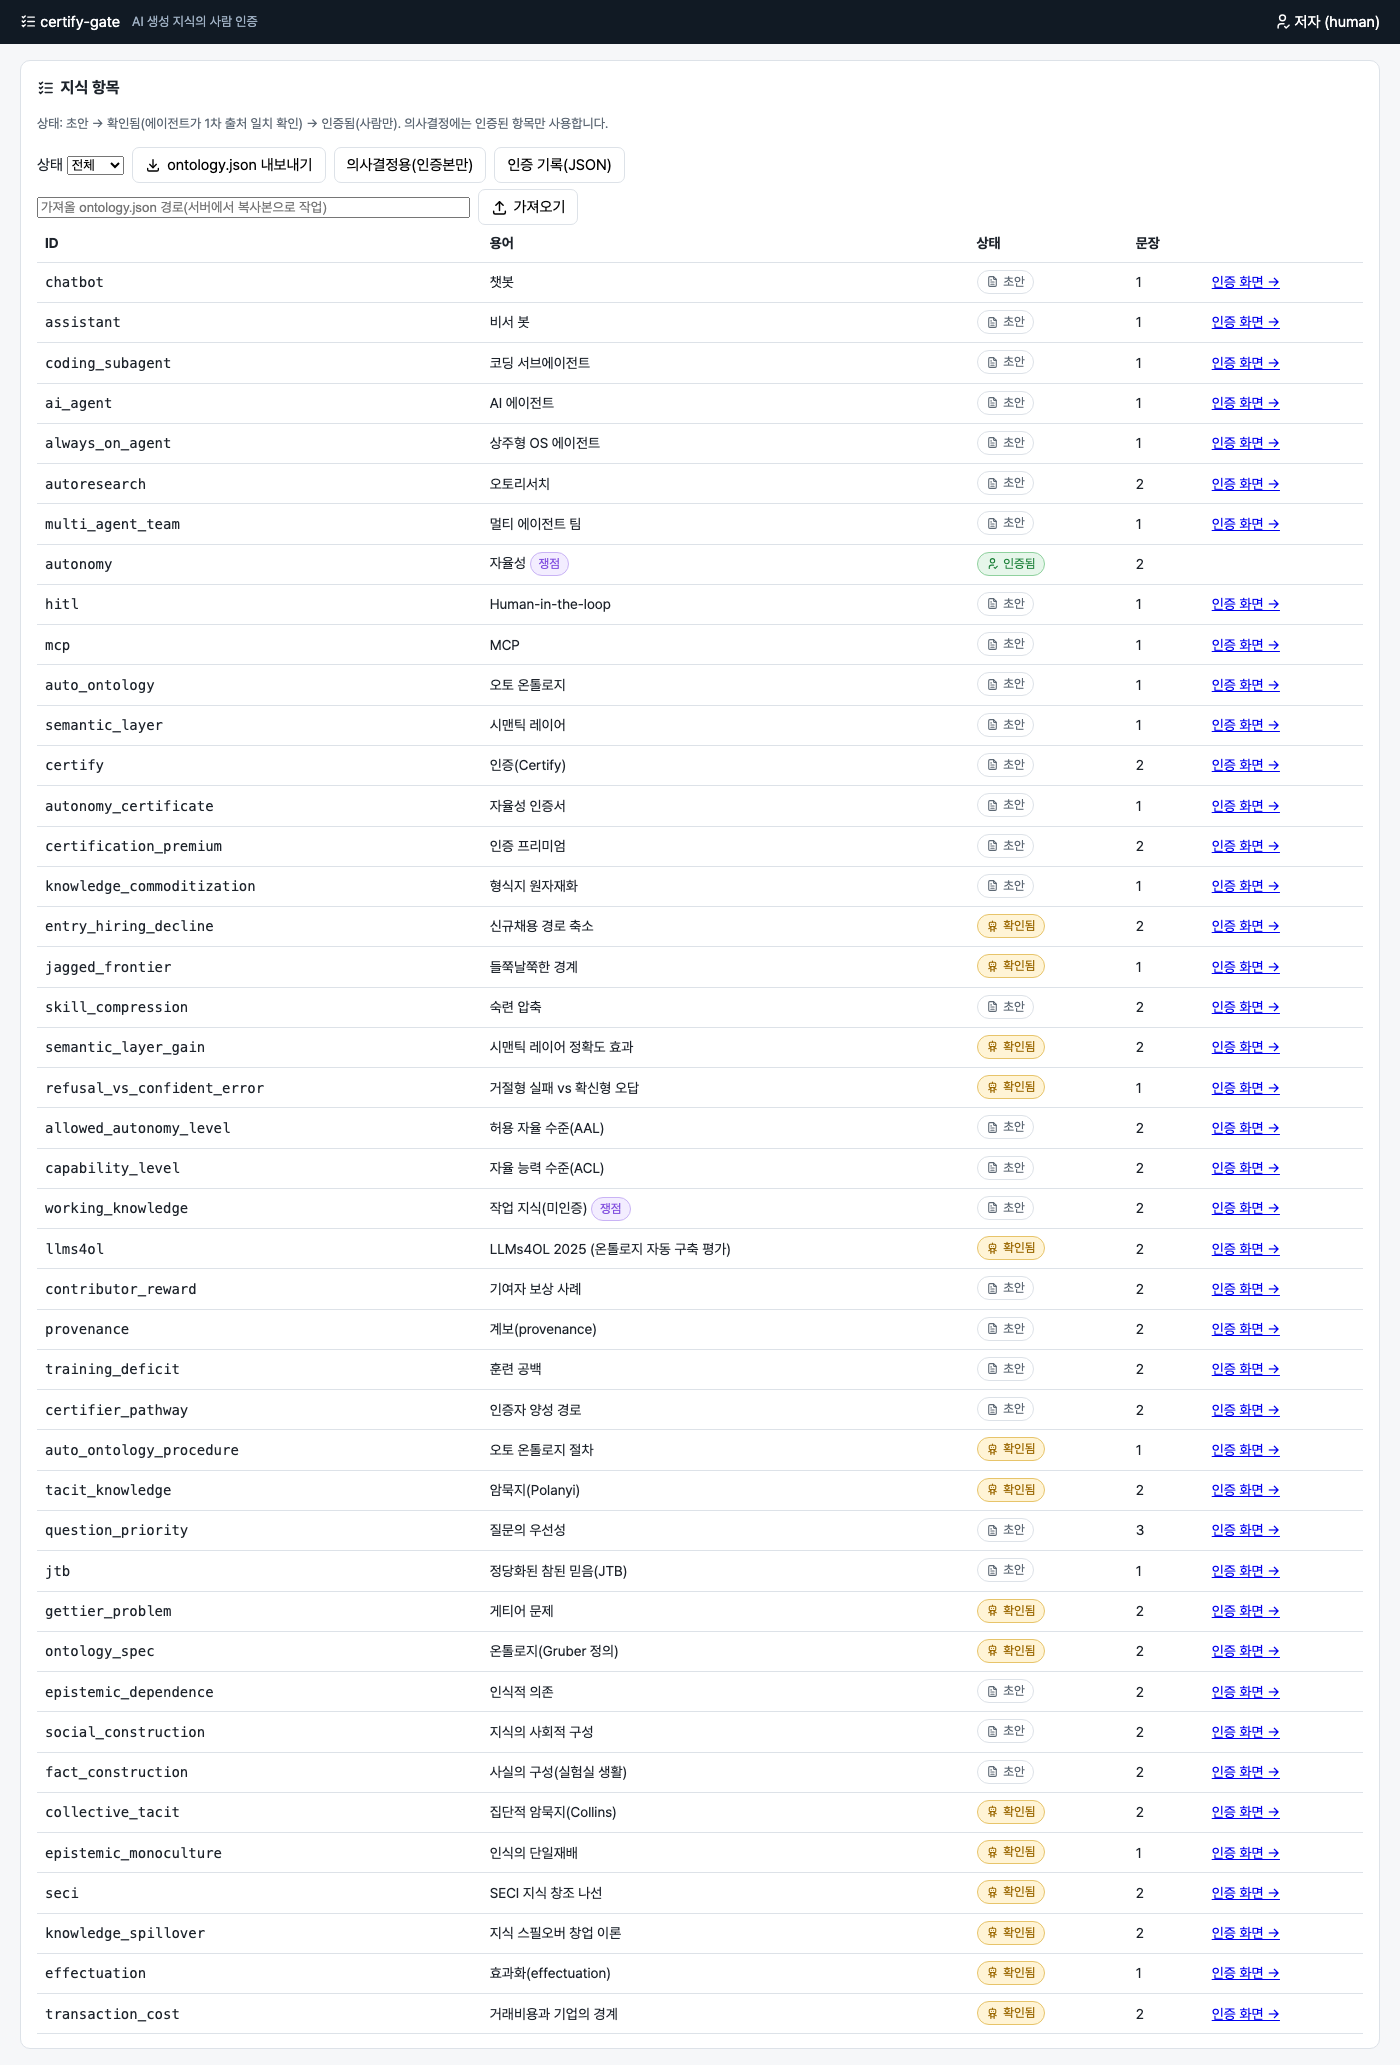 certify-gate AI 생성 지식의 사람 인증 저자 (human)
지식 항목
상태: 초안 → 확인됨(에이전트가 1차 출처 일치 확인) → 인증됨(사람만). 의사결정에는 인증된 항목만 사용합니다.
상태 전체 ontology.json 내보내기 의사결정용(인증본만) 인증 기록(JSON)
가져올 ontology.json 경로(서버에서 복사본으로 작업) 가져오기
ID 용어 상태 문장
chatbot 챗봇 초안 1 인증 화면 →
assistant 비서 봇 초안 1 인증 화면 →
coding_subagent 코딩 서브에이전트 초안 1 인증 화면 →
ai_agent AI 에이전트 초안 1 인증 화면 →
always_on_agent 상주형 OS 에이전트 초안 1 인증 화면 →
autoresearch 오토리서치 초안 2 인증 화면 →
multi_agent_team 멀티 에이전트 팀 초안 1 인증 화면 →
autonomy 자율성 쟁점 인증됨 2
hitl Human-in-the-loop 초안 1 인증 화면 →
mcp MCP 초안 1 인증 화면 →
auto_ontology 오토 온톨로지 초안 1 인증 화면 →
semantic_layer 시맨틱 레이어 초안 1 인증 화면 →
certify 인증(Certify) 초안 2 인증 화면 →
autonomy_certificate 자율성 인증서 초안 1 인증 화면 →
certification_premium 인증 프리미엄 초안 2 인증 화면 →
knowledge_commoditization 형식지 원자재화 초안 1 인증 화면 →
entry_hiring_decline 신규채용 경로 축소 확인됨 2 인증 화면 →
jagged_frontier 들쭉날쭉한 경계 확인됨 1 인증 화면 →
skill_compression 숙련 압축 초안 2 인증 화면 →
semantic_layer_gain 시맨틱 레이어 정확도 효과 확인됨 2 인증 화면 →
refusal_vs_confident_error 거절형 실패 vs 확신형 오답 확인됨 1 인증 화면 →
allowed_autonomy_level 허용 자율 수준(AAL) 초안 2 인증 화면 →
capability_level 자율 능력 수준(ACL) 초안 2 인증 화면 →
working_knowledge 작업 지식(미인증) 쟁점 초안 2 인증 화면 →
llms4ol LLMs4OL 2025 (온톨로지 자동 구축 평가) 확인됨 2 인증 화면 →
contributor_reward 기여자 보상 사례 초안 2 인증 화면 →
provenance 계보(provenance) 초안 2 인증 화면 →
training_deficit 훈련 공백 초안 2 인증 화면 →
certifier_pathway 인증자 양성 경로 초안 2 인증 화면 →
auto_ontology_procedure 오토 온톨로지 절차 확인됨 1 인증 화면 →
tacit_knowledge 암묵지(Polanyi) 확인됨 2 인증 화면 →
question_priority 질문의 우선성 초안 3 인증 화면 →
jtb 정당화된 참된 믿음(JTB) 초안 1 인증 화면 →
gettier_problem 게티어 문제 확인됨 2 인증 화면 →
ontology_spec 온톨로지(Gruber 정의) 확인됨 2 인증 화면 →
epistemic_dependence 인식적 의존 초안 2 인증 화면 →
social_construction 지식의 사회적 구성 초안 2 인증 화면 →
fact_construction 사실의 구성(실험실 생활) 초안 2 인증 화면 →
collective_tacit 집단적 암묵지(Collins) 확인됨 2 인증 화면 →
epistemic_monoculture 인식의 단일재배 확인됨 1 인증 화면 →
seci SECI 지식 창조 나선 확인됨 2 인증 화면 →
knowledge_spillover 지식 스필오버 창업 이론 확인됨 2 인증 화면 →
effectuation 효과화(effectuation) 확인됨 1 인증 화면 →
transaction_cost 거래비용과 기업의 경계 확인됨 2 인증 화면 →